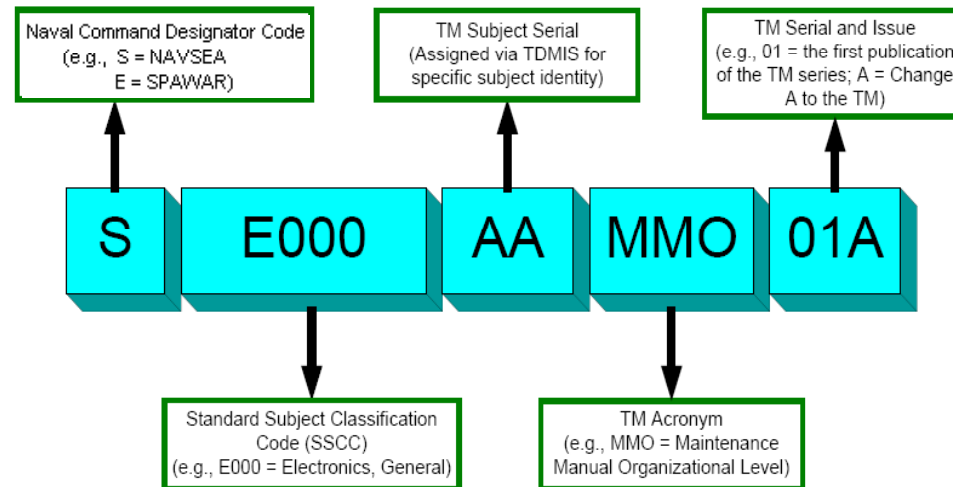 Naval Command Designator Code
(e.g., S = NAVSEA
E = SPAWAR)
TM Subject Serial
(Assigned via TDMIS for
specific subject identity)
TM Serial and Issue
(e.g., 01 = the first publication
of the TM series; A = Change
A to the TM)
S
E000
AA
MMO
01A
Standard Subject Classification
Code (SSCC)
(e.g., E000 = Electronics, General)
TM Acronym
(e.g., MMO = Maintenance
Manual Organizational Level)